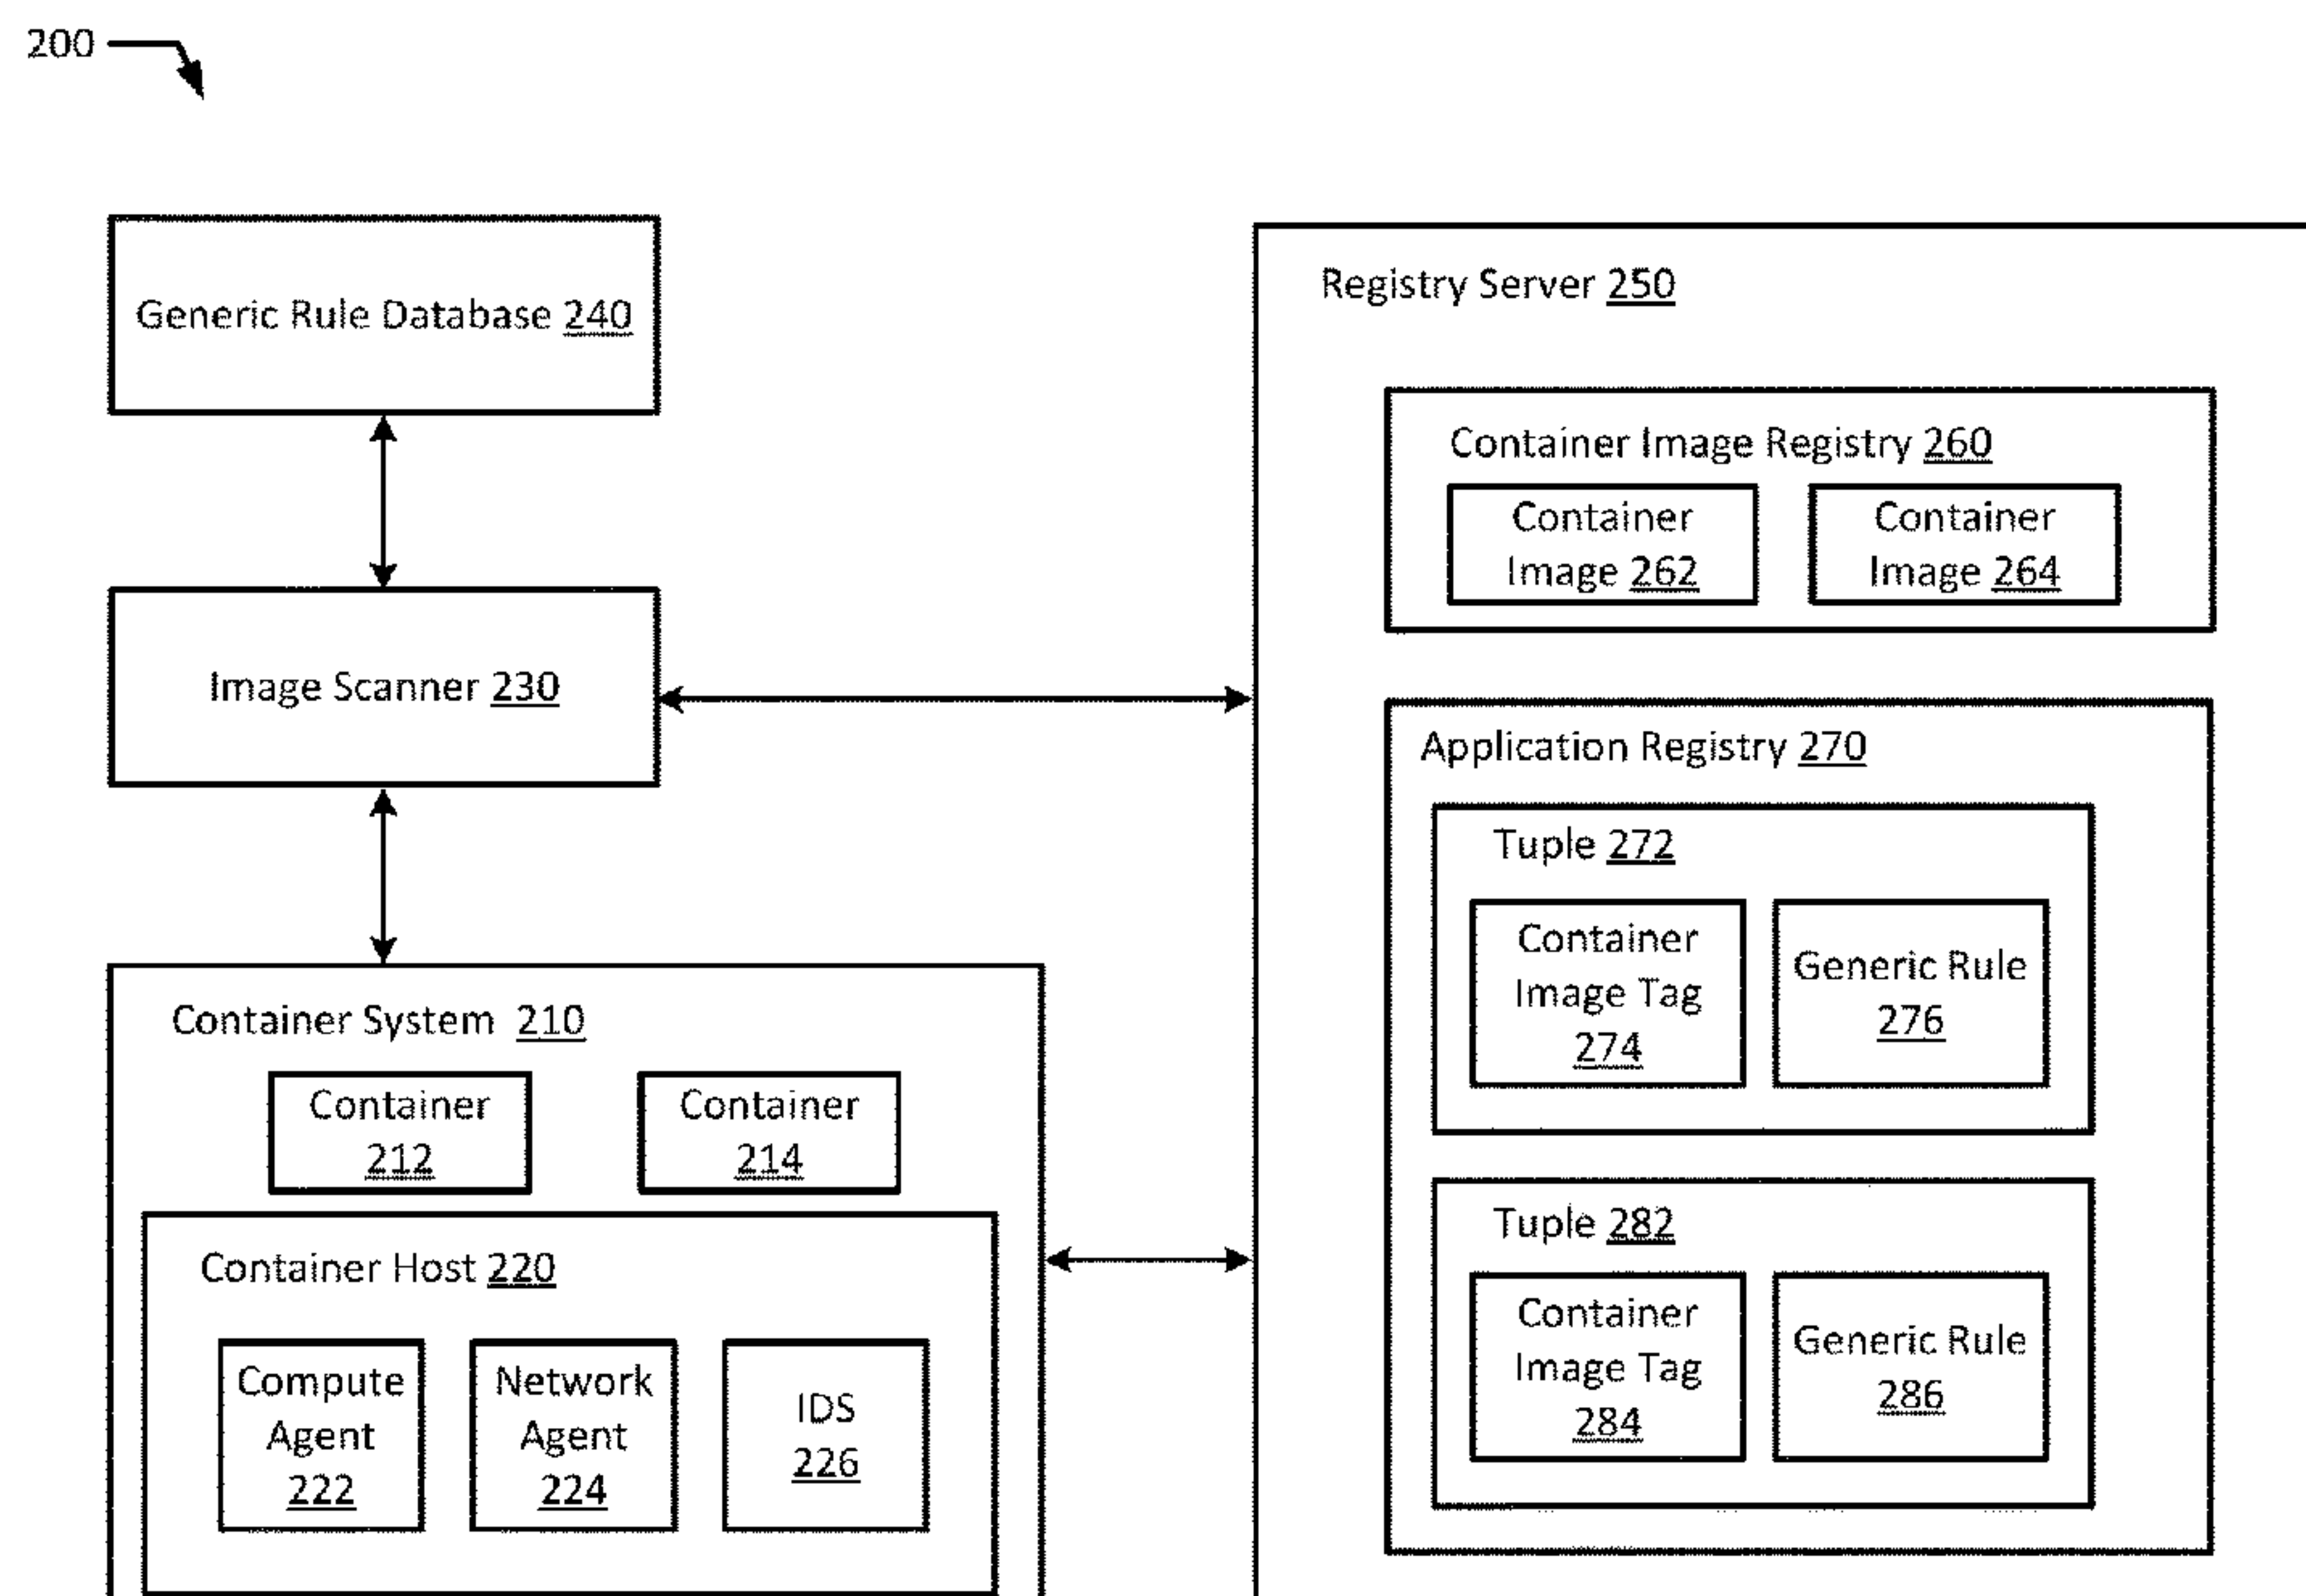 200
Generic Rule Database 240
Image Scanner 230
Container System 210
Container
212
Container
214
Container Host 220
Compute
Agent
222
Network
Agent
224
IDS
226
Registry Server 250
Container Image Registry 260
Container
Image 262
Container
Image 264
Application Registry 270
Tuple 272
Container
Image Tag
274
Generic Rule
276
Tuple 282
Container
Image Tag
284
Generic Rule
286